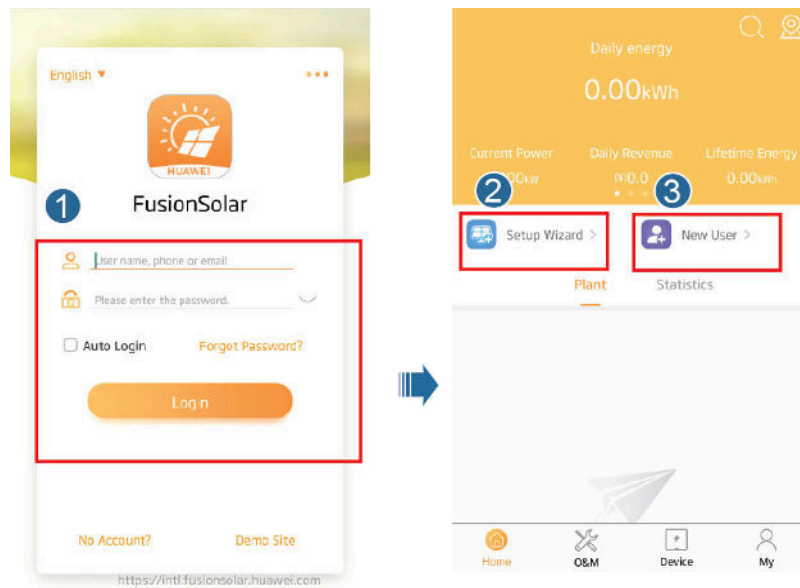 English
HUAWEI
FusionSolar
1
User name, phone or email
Please enter the password.
Auto Login
Forgot Password?
Login
No Account?
Demo Site
https://intl.fusionsolar.huawei.com
Daily energy
0.00kWh
Current Power
Daily Revenue
Lifetime Energy
0.00kWh
2
3
Setup Wizard >
New User >
Plant
Statistics
Home
O&M
Device
My